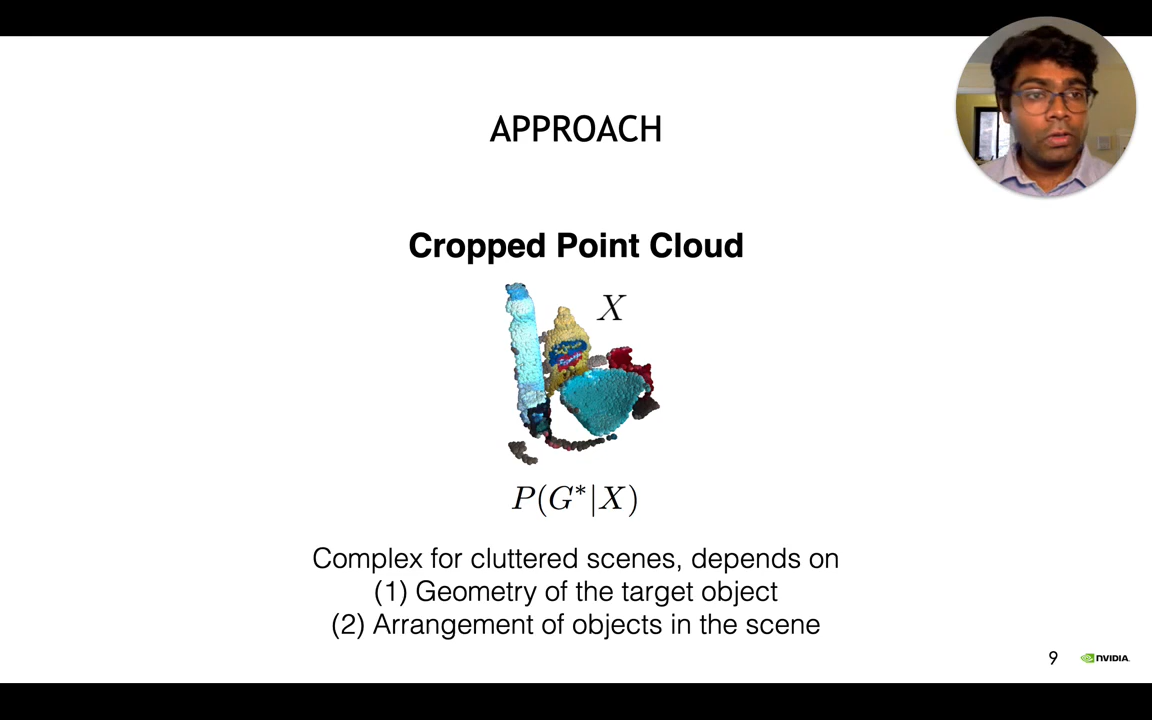 APPROACH
Cropped Point Cloud
X
P(G*|X)
Complex for cluttered scenes, depends on
(1) Geometry of the target object
(2) Arrangement of objects in the scene
9
NVIDIA.